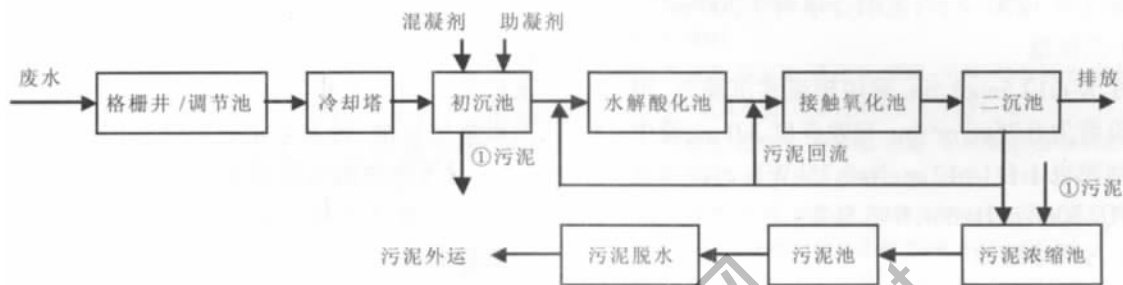 混凝剂 助凝剂
废水 格栅井/调节池 冷却塔 初沉池 水解酸化池 接触氧化池 二沉池 排放
①污泥 污泥回流 ①污泥
污泥外运 污泥脱水 污泥池 污泥浓缩池